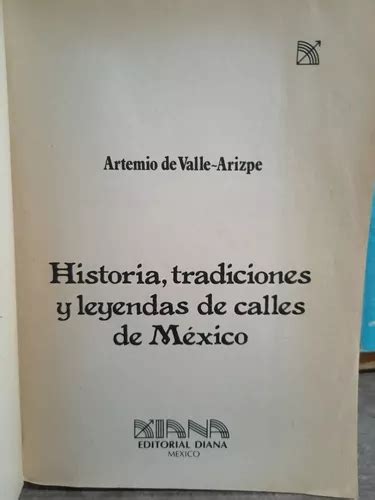 Artemio de Valle-Arizpe
Historia, tradiciones
y leyendas de calles
de México
DIANA
EDITORIAL DIANA
MEXICO